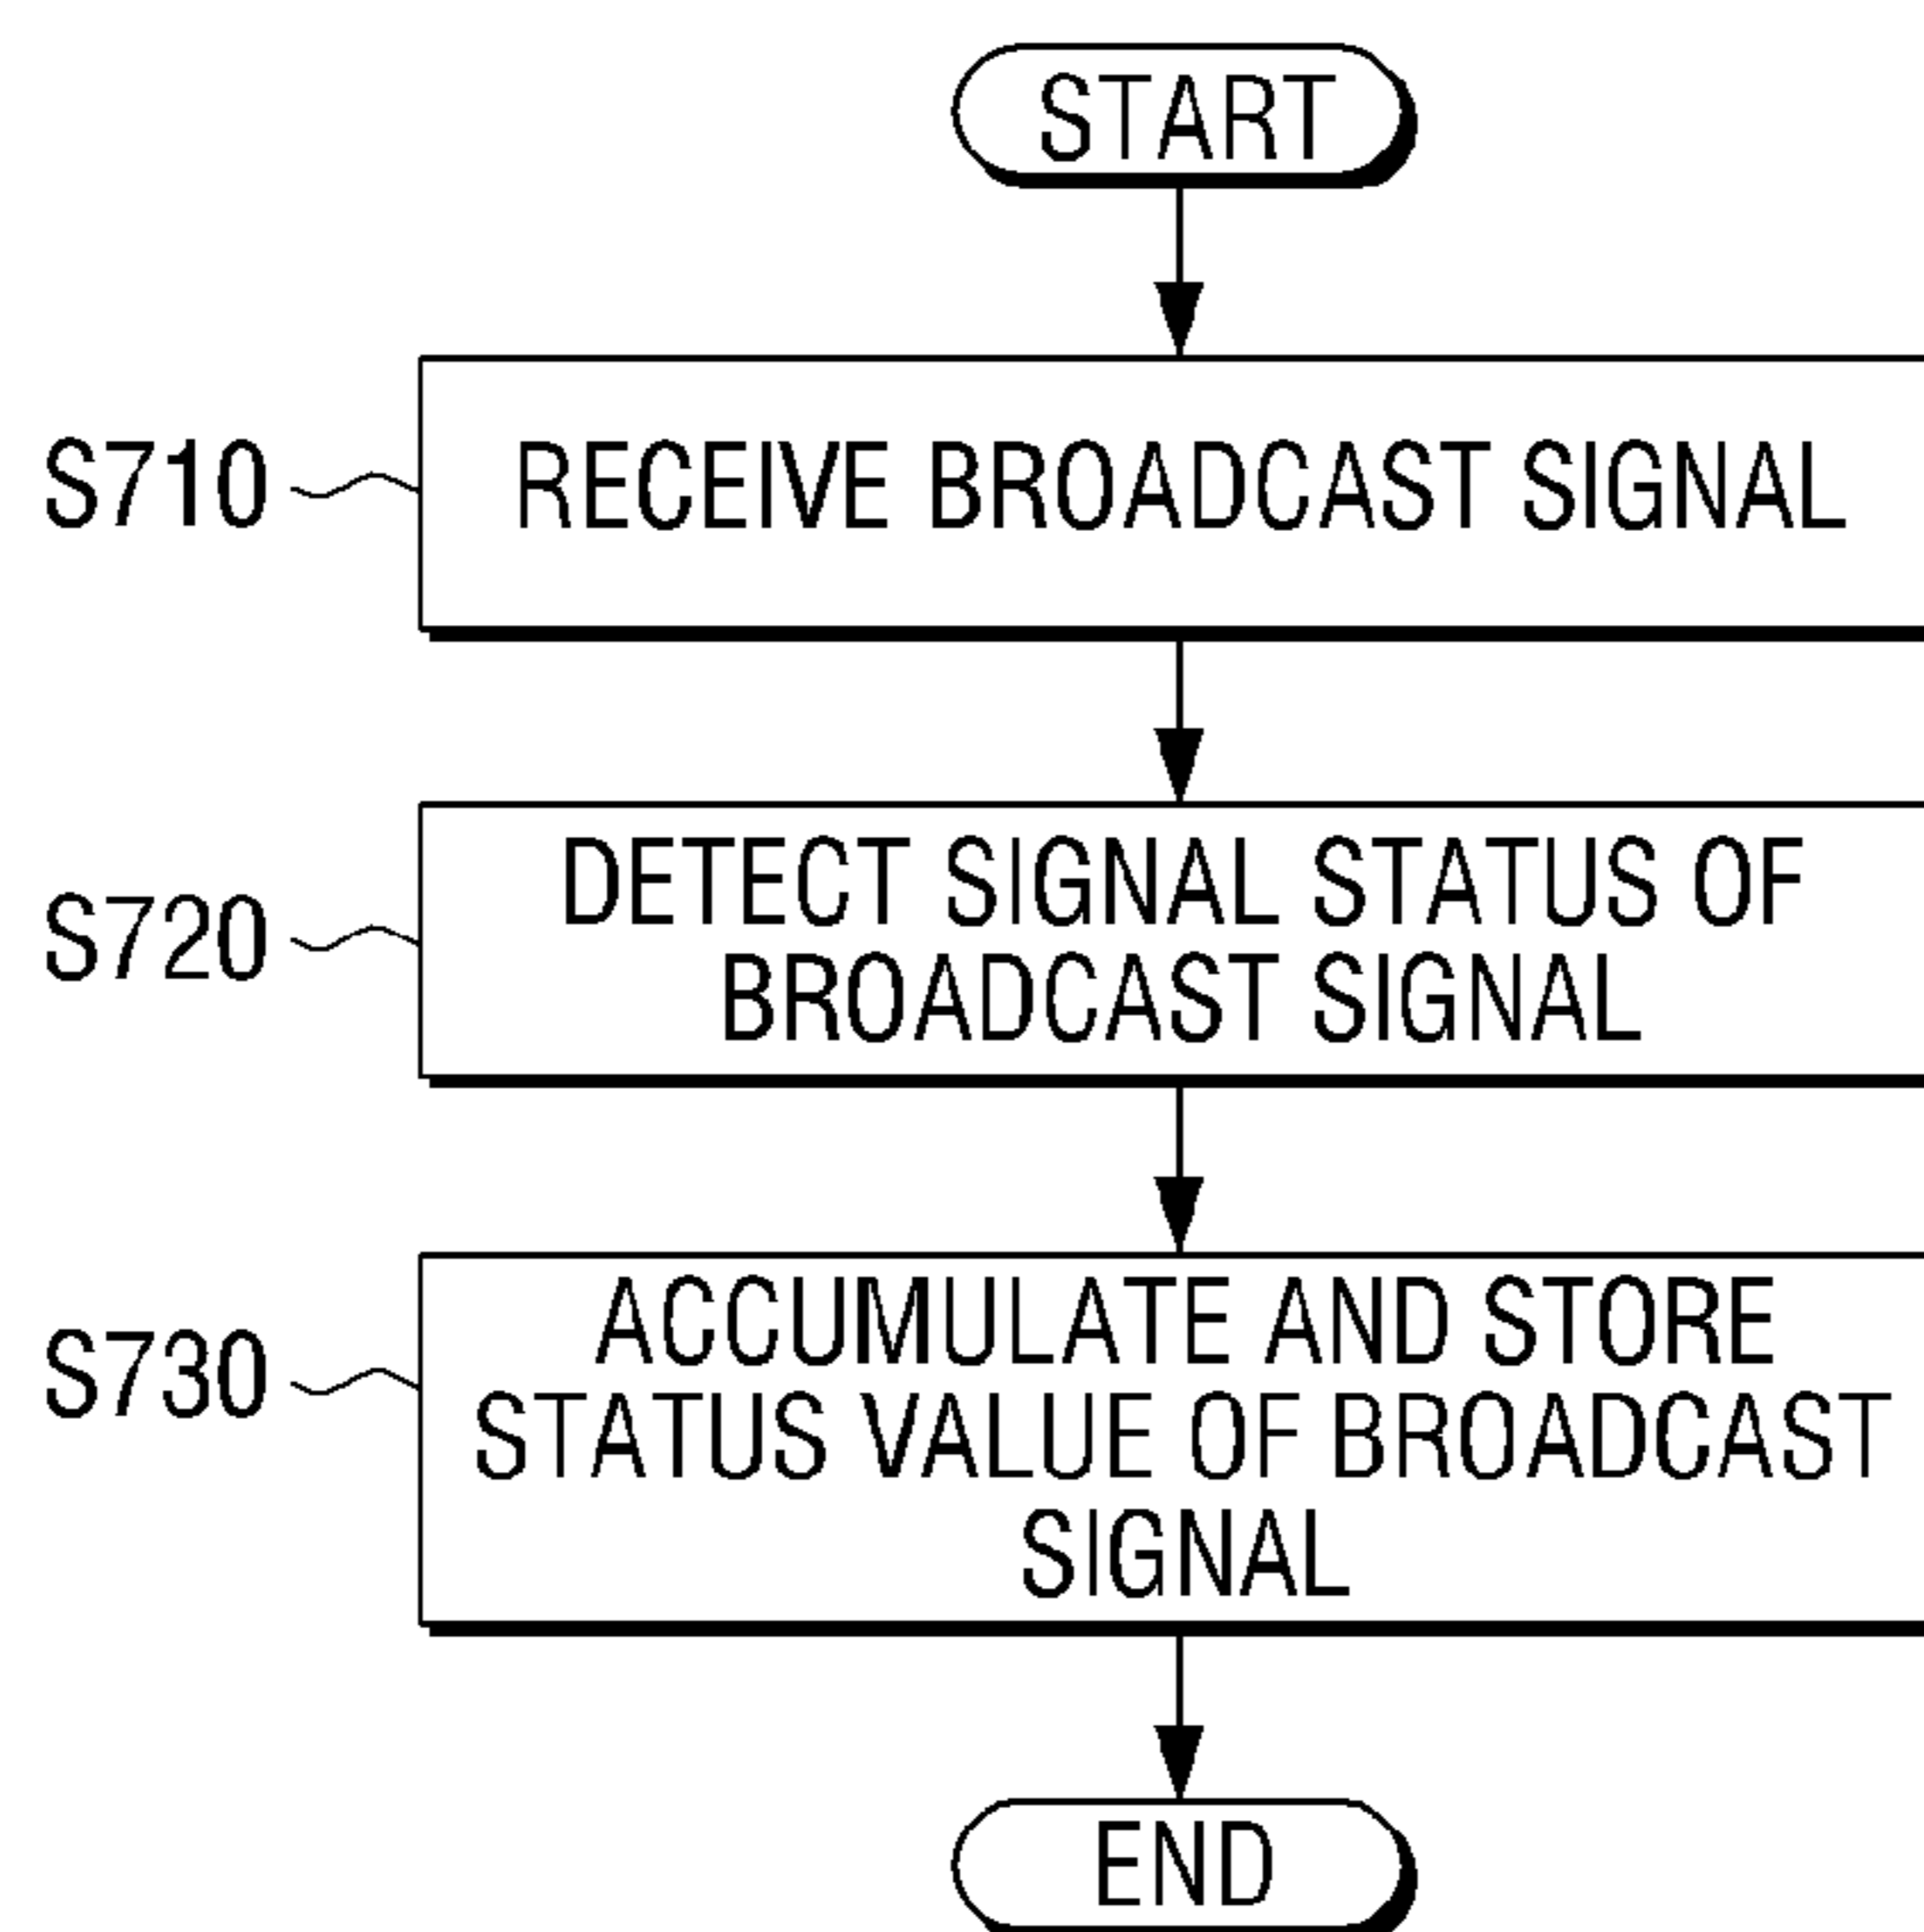 START
S710
RECEIVE BROADCAST SIGNAL
S720
DETECT SIGNAL STATUS OF
BROADCAST SIGNAL
S730
ACCUMULATE AND STORE
STATUS VALUE OF BROADCAST
SIGNAL
END